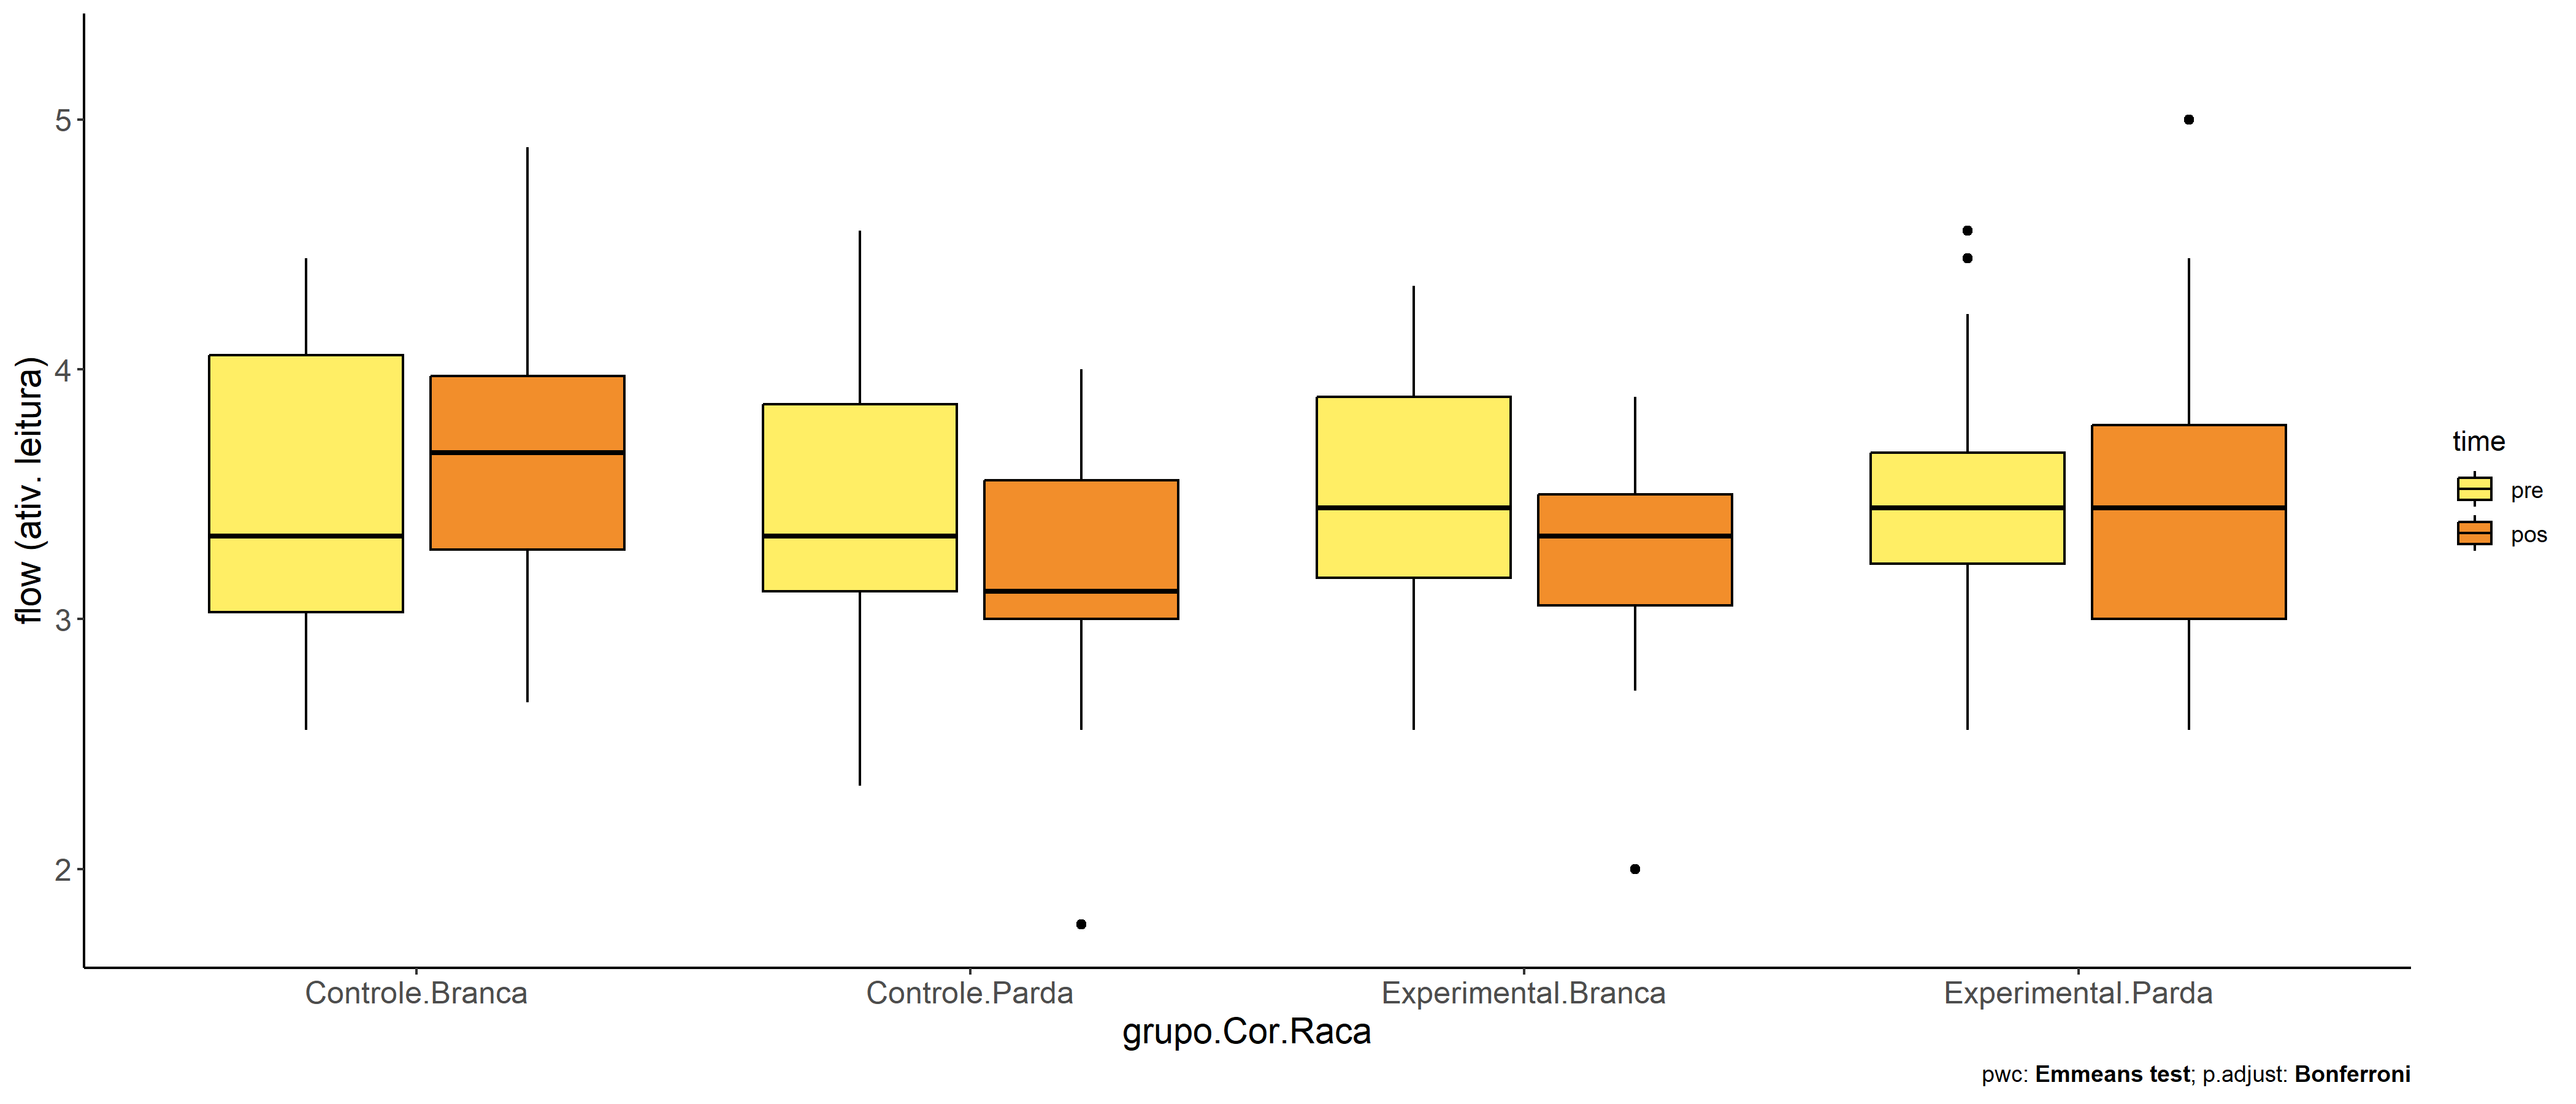 flow (ativ. leitura)
5
4
3
2
Controle.Branca
Controle.Parda
Experimental.Branca
Experimental.Parda
grupo.Cor.Raca
time
pre
pos
pwc: Emmeans test; p.adjust: Bonferroni